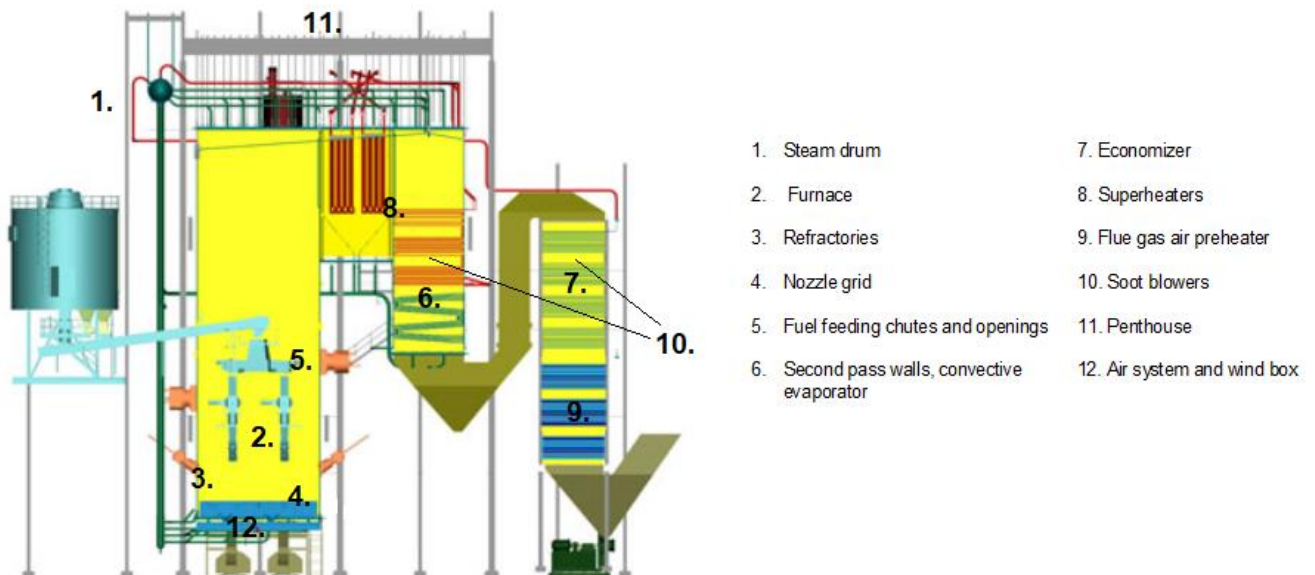 11.
1.
8.
7.
6.
10.
5.
9.
2.
3.
4.
12.
1. Steam drum
2. Furnace
3. Refractories
4. Nozzle grid
5. Fuel feeding chutes and openings
6. Second pass walls, convective
evaporator
7. Economizer
8. Superheaters
9. Flue gas air preheater
10. Soot blowers
11. Penthouse
12. Air system and wind box